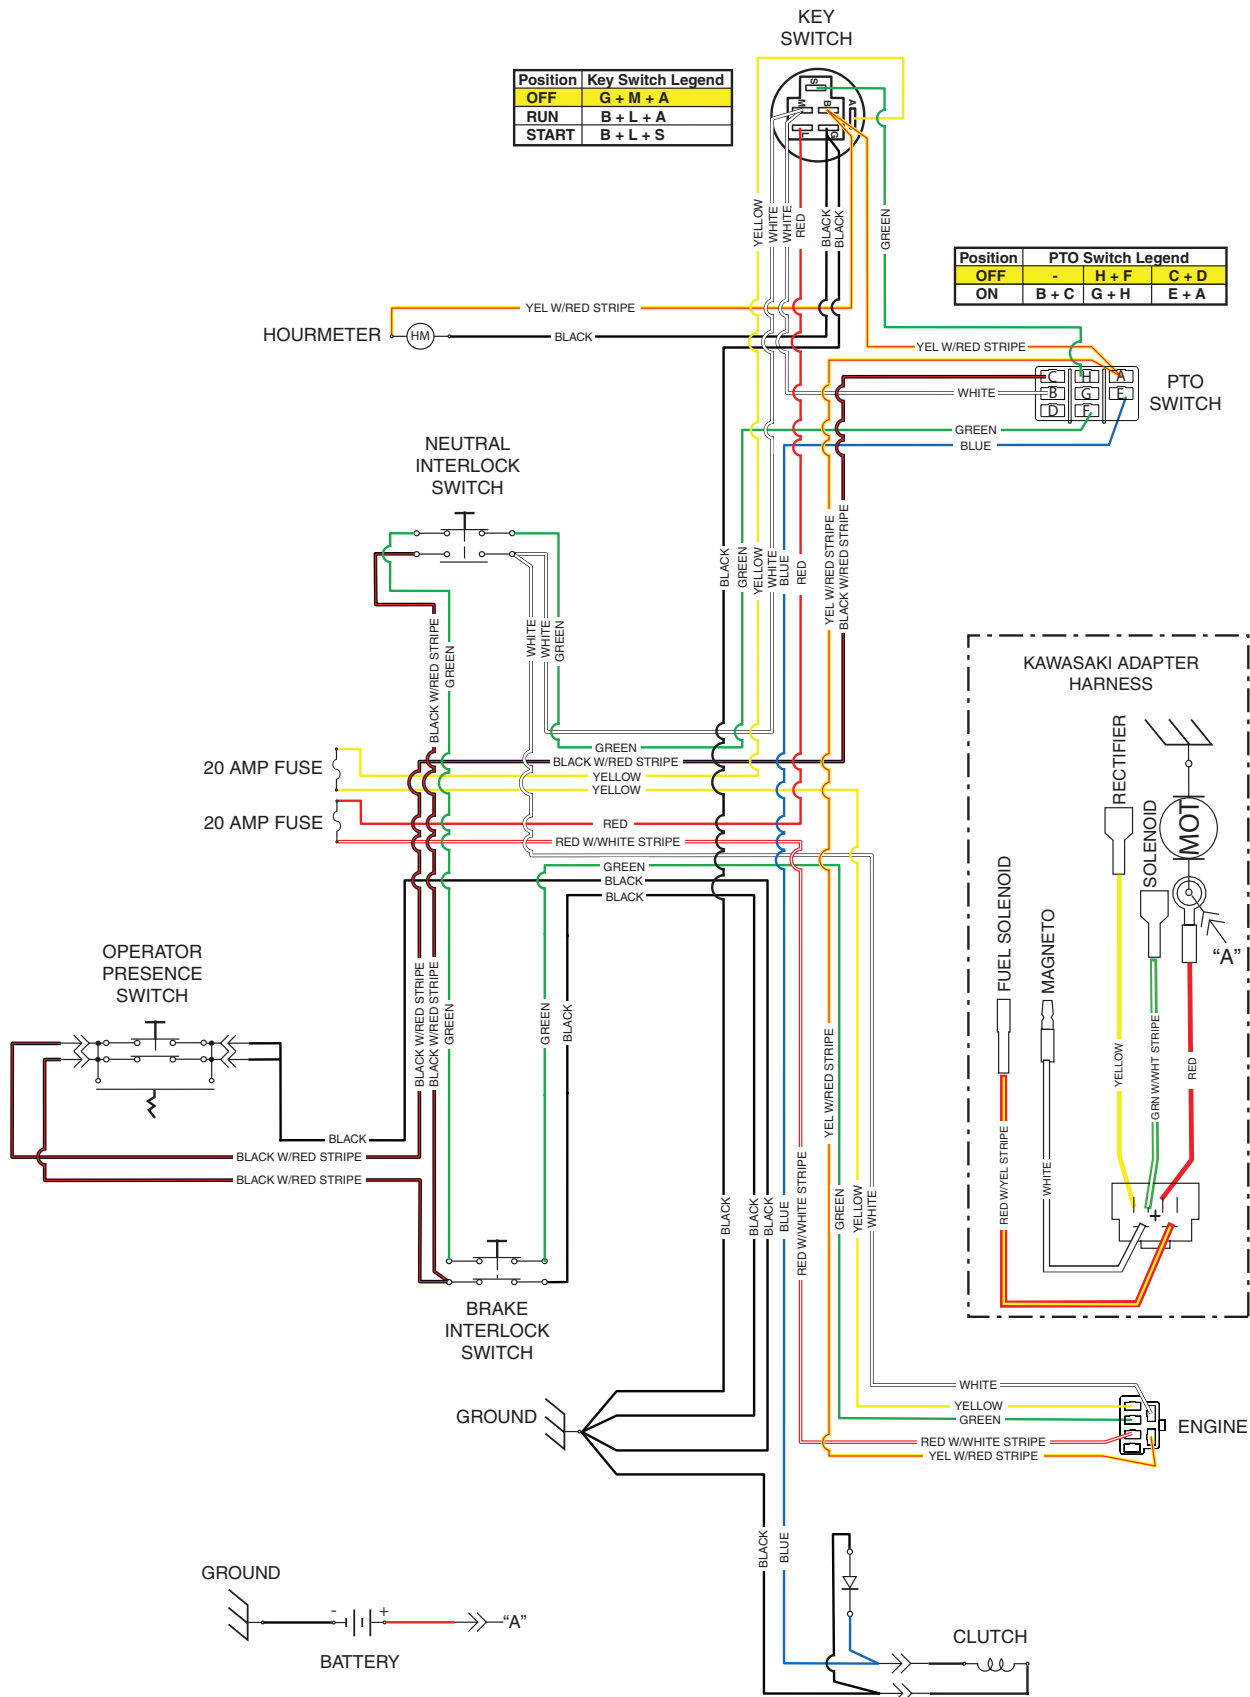 KEY
SWITCH
Position Key Switch Legend
OFF G + M + A
RUN B + L + A
START B + L + S
S
M B A
L G
YELLOW
WHITE
WHITE
RED
BLACK
BLACK
GREEN
Position PTO Switch Legend
OFF - H + F C + D
ON B + C G + H E + A
YEL W/RED STRIPE
HOURMETER HM BLACK
YEL W/RED STRIPE
C H A
B G E
D F
PTO
SWITCH
WHITE
GREEN
BLUE
NEUTRAL
INTERLOCK
SWITCH
BLACK
GREEN
YELLOW
WHITE
BLUE
RED
YEL W/RED STRIPE
BLACK W/RED STRIPE
BLACK W/RED STRIPE
GREEN
WHITE
WHITE
GREEN
KAWASAKI ADAPTER
HARNESS
RECTIFIER
SOLENOID
MOT
FUEL SOLENOID
MAGNETO
"A"
YELLOW
GRN W/WHT STRIPE
RED
RED W/YEL STRIPE
WHITE
+
GREEN
BLACK W/RED STRIPE
20 AMP FUSE
YELLOW
YELLOW
20 AMP FUSE
RED
RED W/WHITE STRIPE
GREEN
BLACK
BLACK
OPERATOR
PRESENCE
SWITCH
BLACK W/RED STRIPE
BLACK W/RED STRIPE
GREEN
GREEN
BLACK
YEL W/RED STRIPE
BLACK
BLACK W/RED STRIPE
BLACK W/RED STRIPE
BLACK
BLACK
BLACK
BLUE
RED W/WHITE STRIPE
GREEN
YELLOW
WHITE
BRAKE
INTERLOCK
SWITCH
WHITE
YELLOW
GREEN
RED W/WHITE STRIPE
YEL W/RED STRIPE
ENGINE
GROUND
BLACK
BLUE
GROUND
- +
"A"
BATTERY
CLUTCH